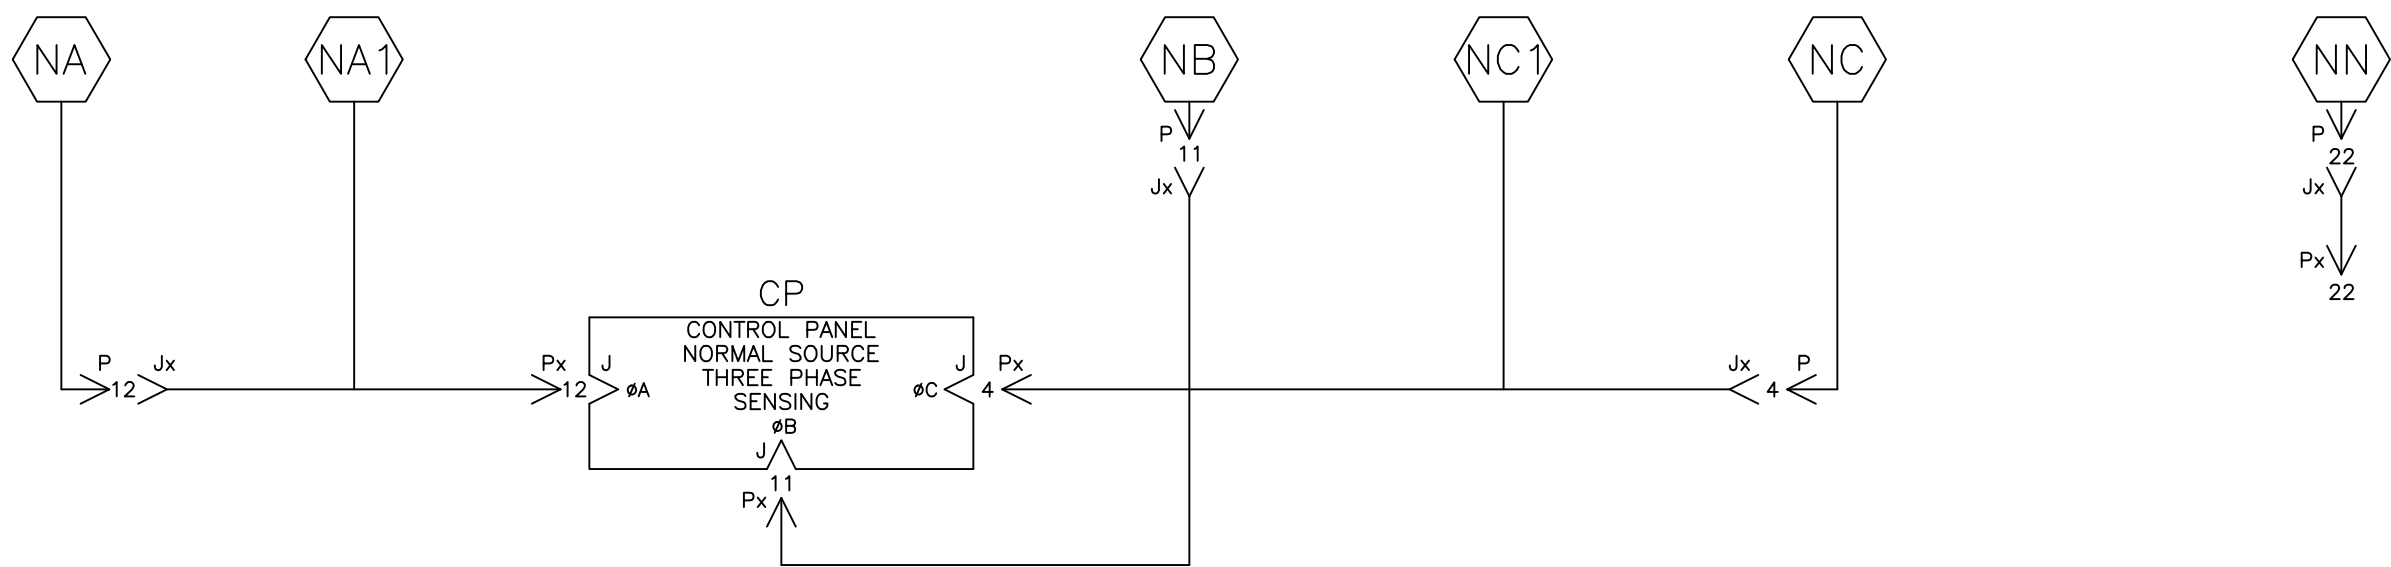 NA
NA1
NB
NC1
NC
NN
P
11
Jx
P
22
Jx
Px
22
CP
CONTROL PANEL
NORMAL SOURCE
THREE PHASE
SENSING
P
12
Jx
Px
12
J
øA
øC
J
4
Px
Jx
4
P
øB
J
11
Px